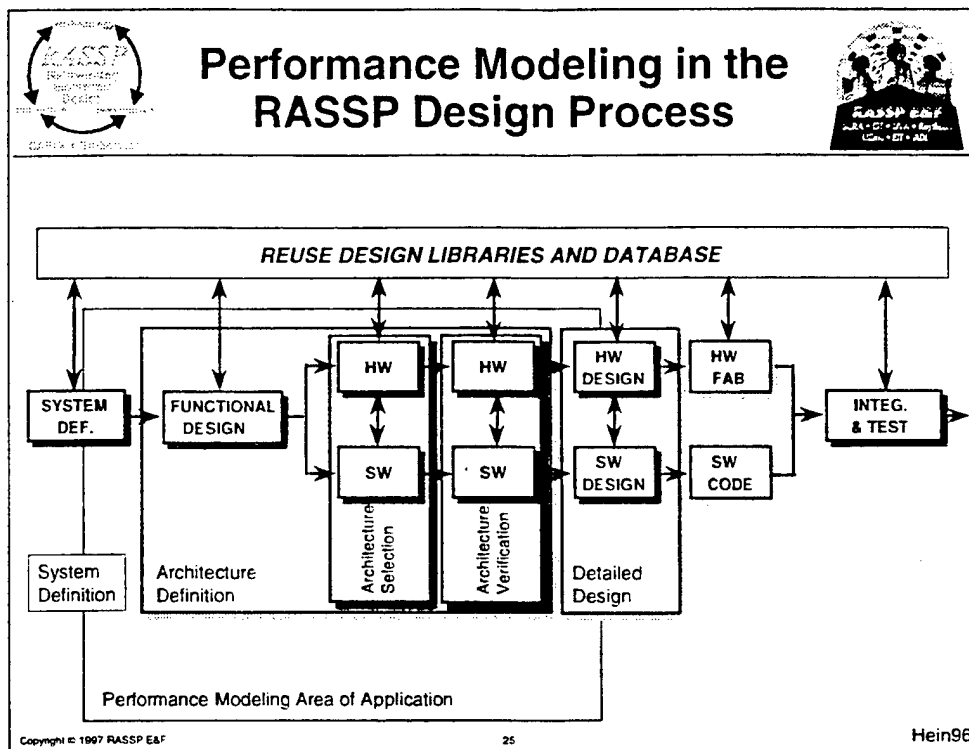 RASSP
Performance Modeling in the
RASSP Design Process
RASSP E&F
REUSE DESIGN LIBRARIES AND DATABASE
SYSTEM
DEF.
FUNCTIONAL
DESIGN
HW
HW
HW
DESIGN
HW
FAB
SW
SW
SW
DESIGN
SW
CODE
INTEG.
& TEST
System
Definition
Architecture
Definition
Architecture
Selection
Architecture
Verification
Detailed
Design
Performance Modeling Area of Application
Copyright © 1997 RASSP E&F
25
Hein96